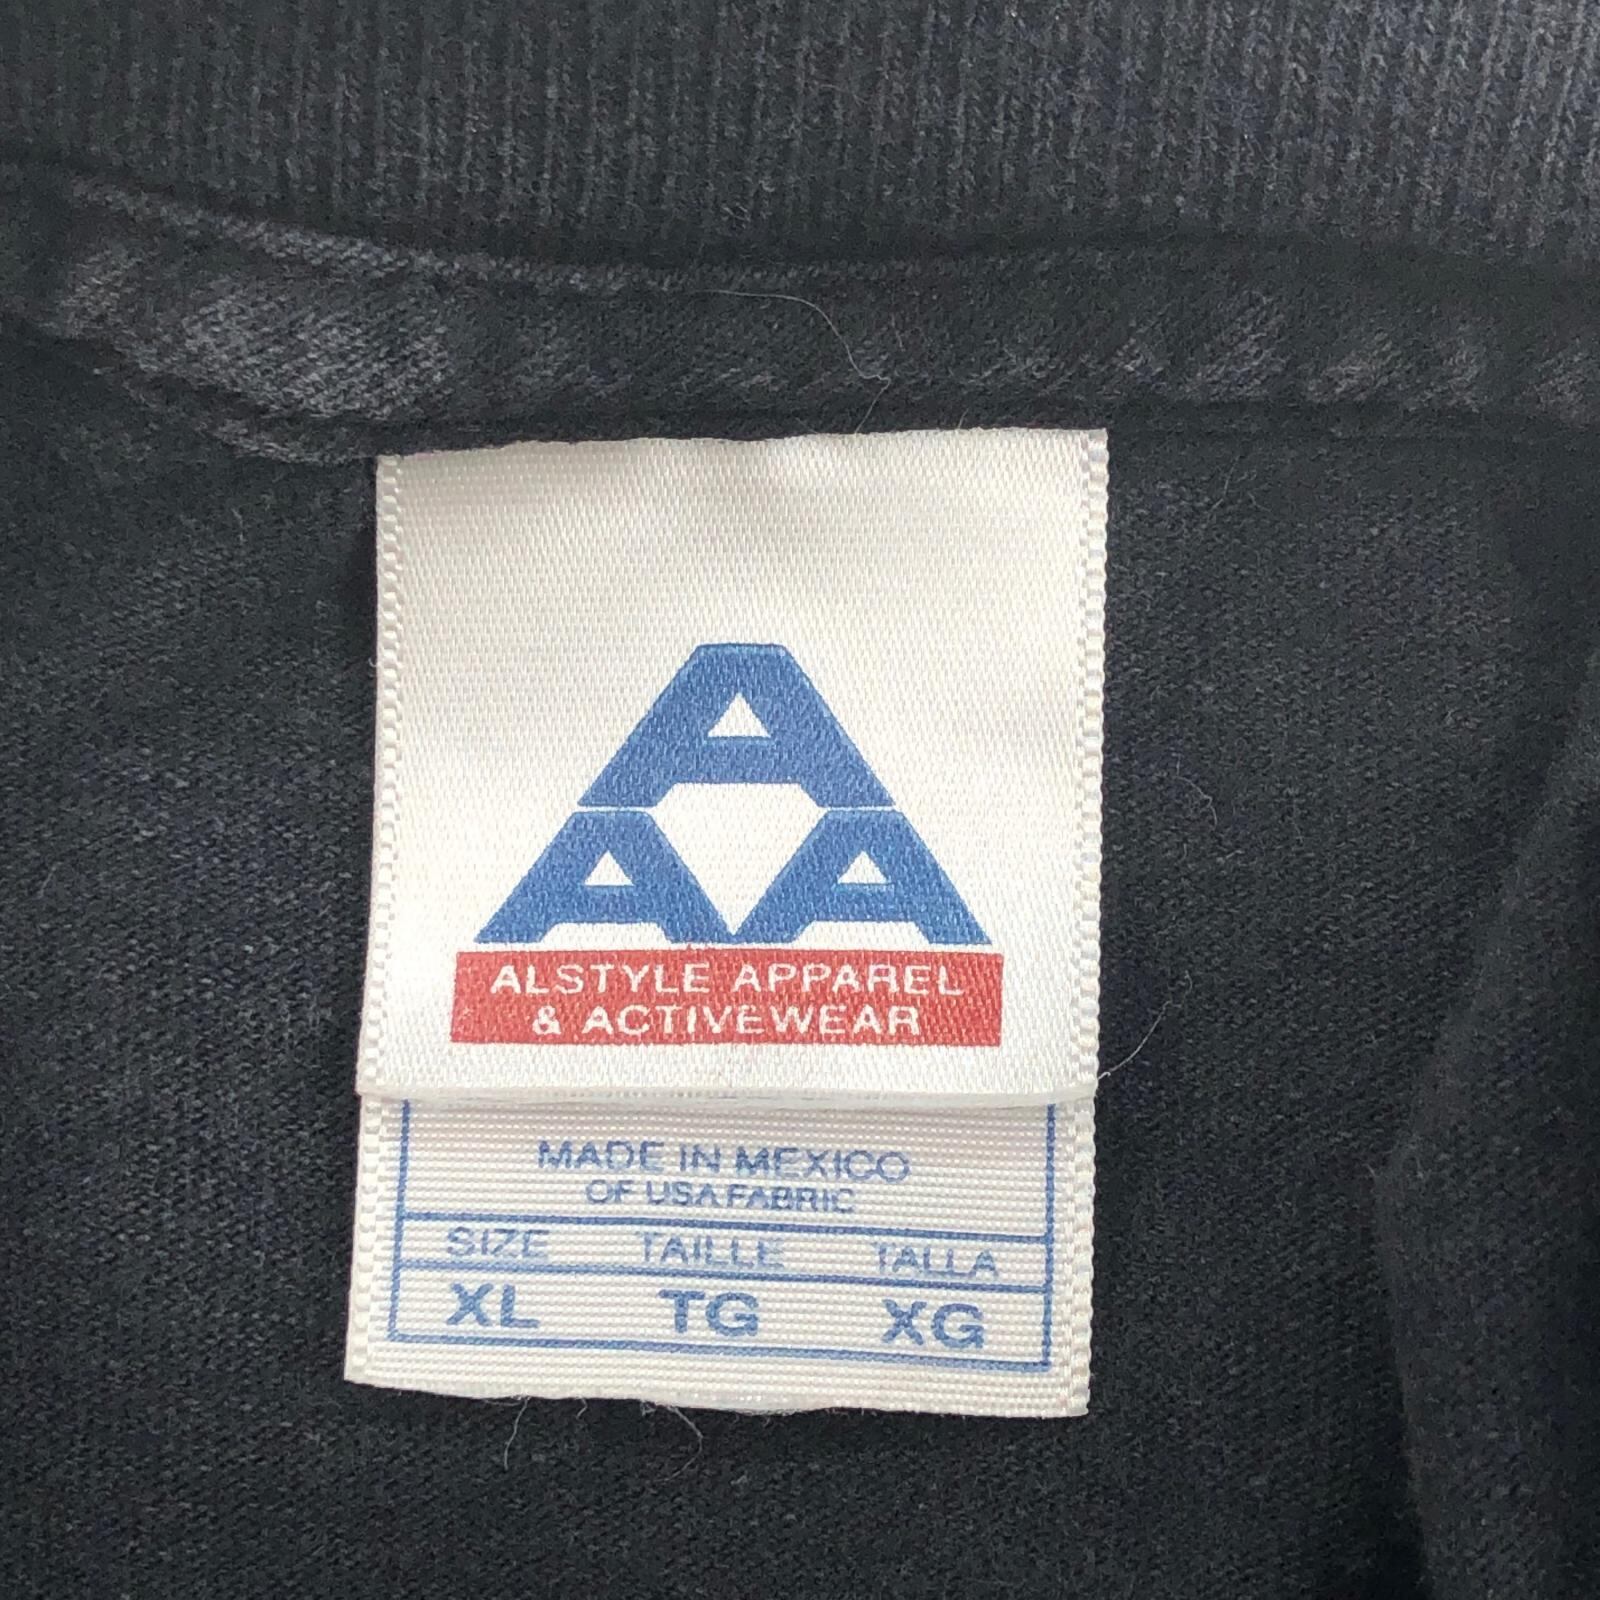 A
A A
ALSTYLE APPAREL
& ACTIVEWEAR
MADE IN MEXICO
OF USA FABRIC
SIZE TAILLE TALLA
XL TG XG